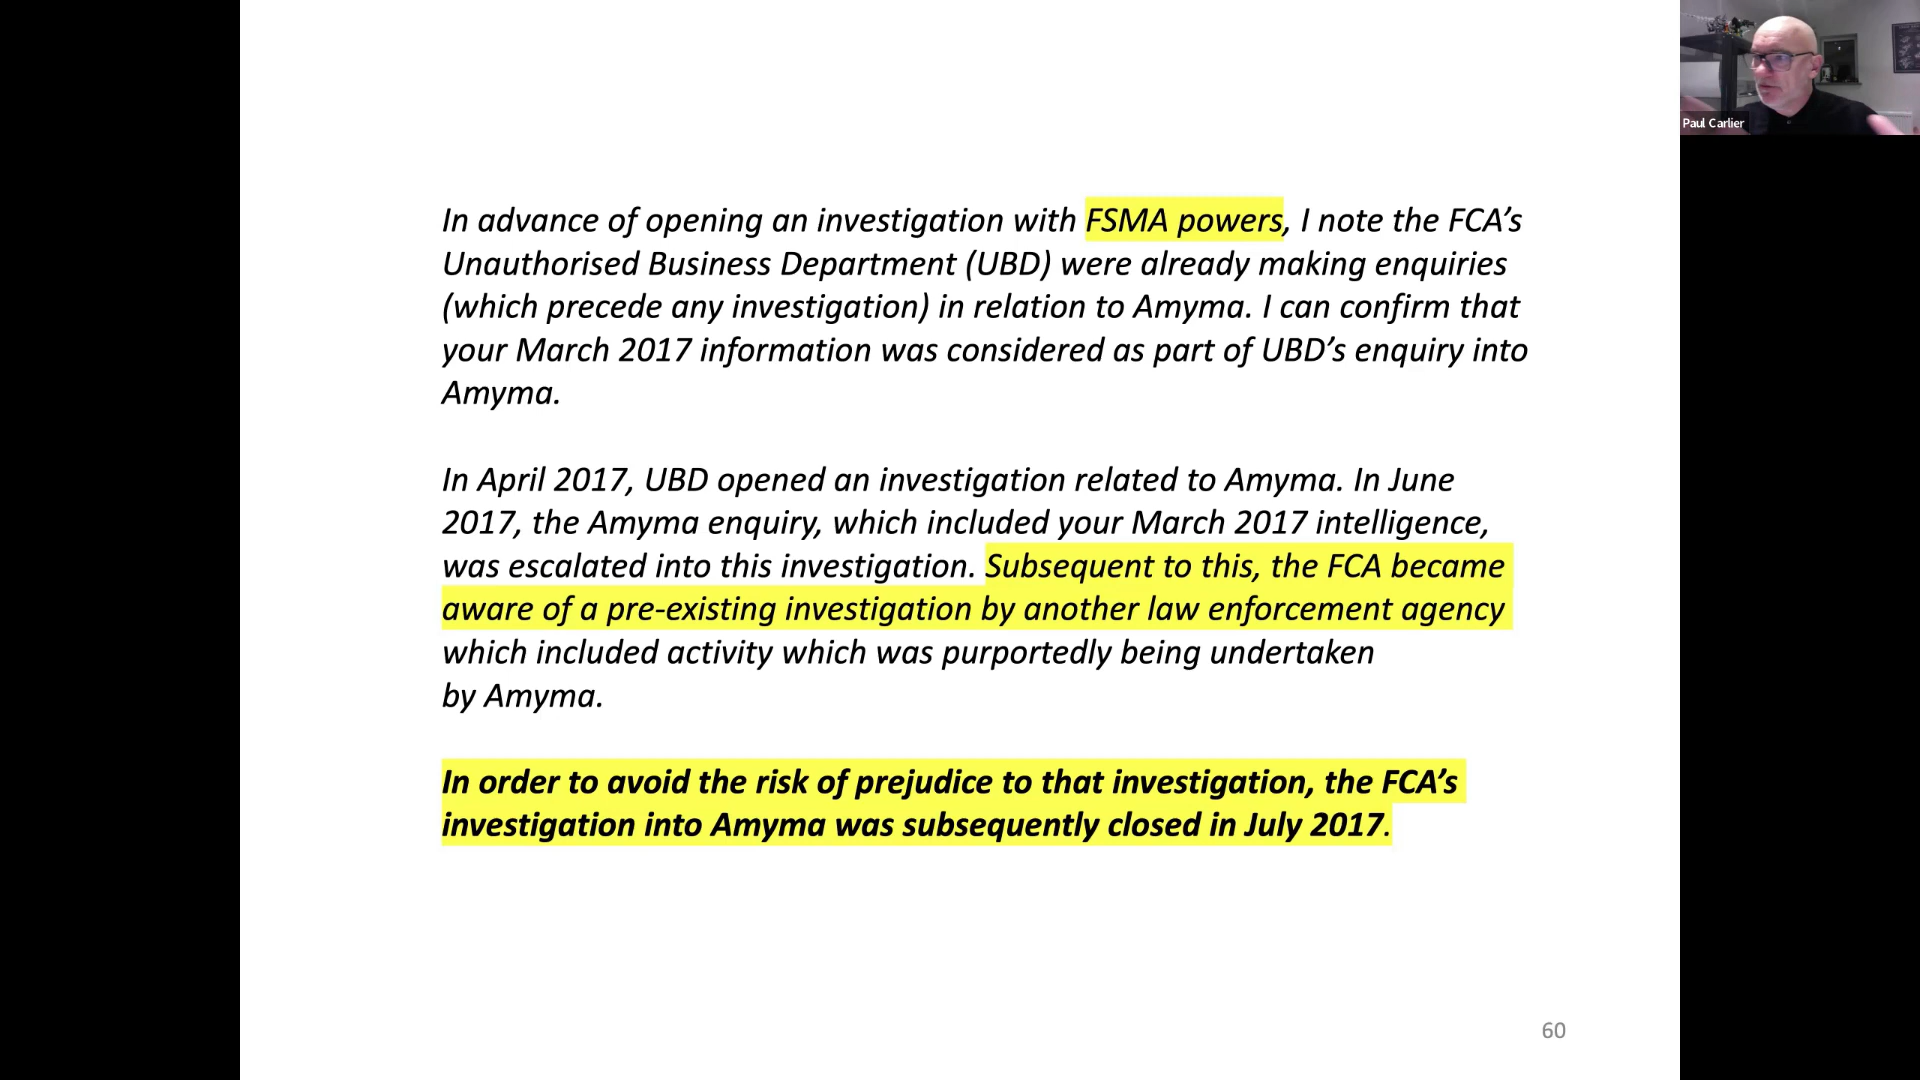 Paul Carlier
In advance of opening an investigation with FSMA powers, I note the FCA’s
Unauthorised Business Department (UBD) were already making enquiries
(which precede any investigation) in relation to Amyma. I can confirm that
your March 2017 information was considered as part of UBD’s enquiry into
Amyma.
In April 2017, UBD opened an investigation related to Amyma. In June
2017, the Amyma enquiry, which included your March 2017 intelligence,
was escalated into this investigation. Subsequent to this, the FCA became
aware of a pre-existing investigation by another law enforcement agency
which included activity which was purportedly being undertaken
by Amyma.
In order to avoid the risk of prejudice to that investigation, the FCA’s
investigation into Amyma was subsequently closed in July 2017.
60